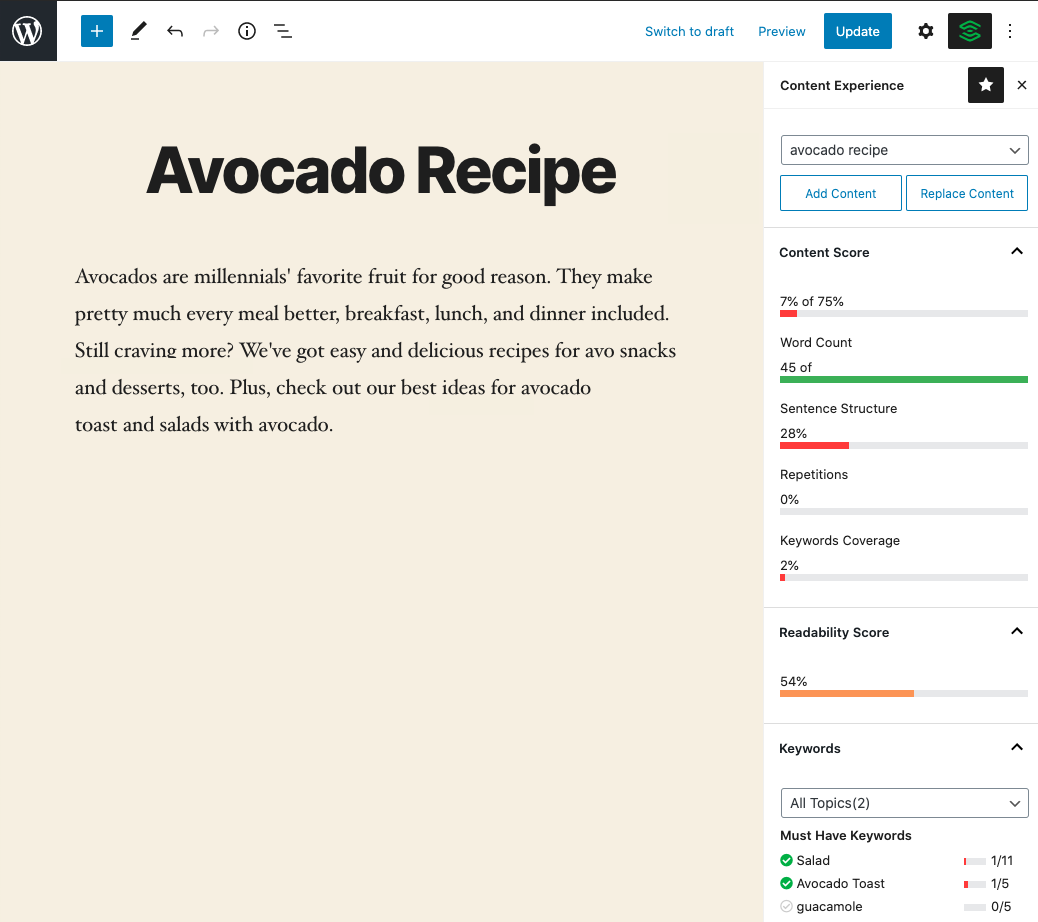 Switch to draft Preview Update
Content Experience
avocado recipe
Add Content Replace Content
Avocado Recipe
Avocados are millennials' favorite fruit for good reason. They make
pretty much every meal better, breakfast, lunch, and dinner included.
Still craving more? We've got easy and delicious recipes for avo snacks
and desserts, too. Plus, check out our best ideas for avocado
toast and salads with avocado.
Content Score
7% of 75%
Word Count
45 of
Sentence Structure
28%
Repetitions
0%
Keywords Coverage
2%
Readability Score
54%
Keywords
All Topics(2)
Must Have Keywords
Salad 1/11
Avocado Toast 1/5
guacamole 0/5